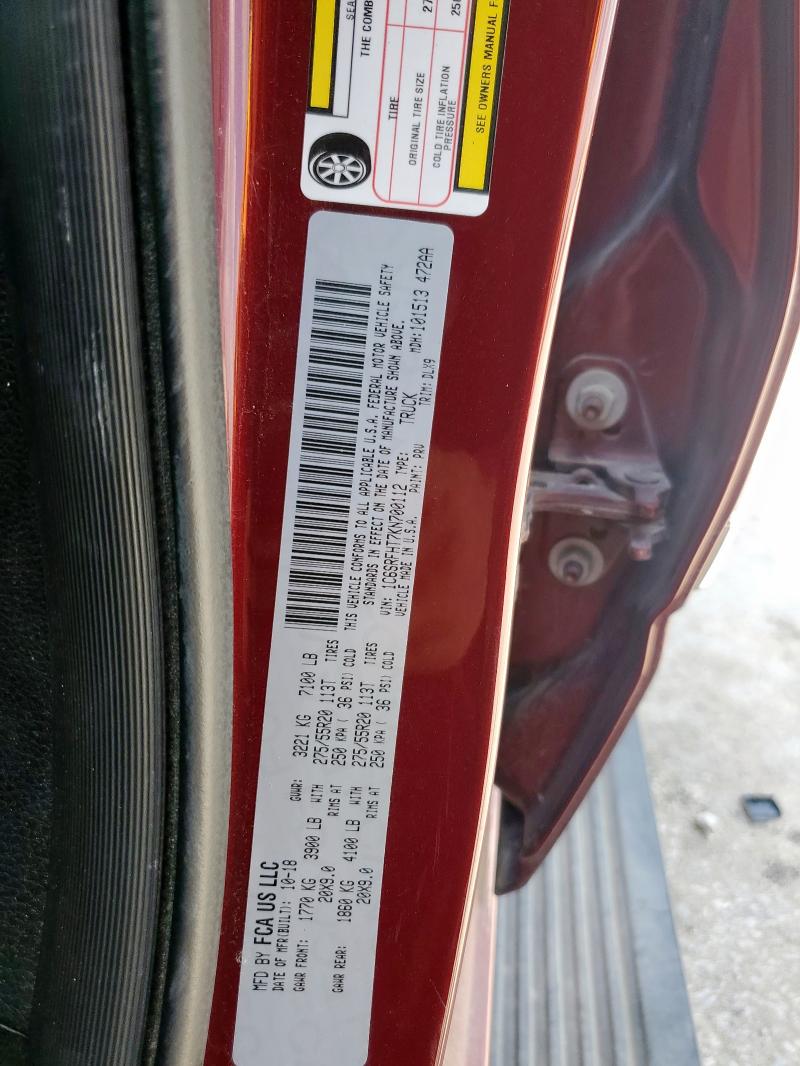 SEA
THE COMB
TIRE
ORIGINAL TIRE SIZE
27
COLD TIRE INFLATION
PRESSURE
250
SEE OWNERS MANUAL F
MFD BY FCA US LLC
DATE OF MFR(BUILT): 10-18
GVWR: 3221 KG 7100 LB
GAWR FRONT: 1770 KG 3900 LB WITH 275/55R20 113T TIRES
20X9.0 RIMS AT 250 KPA ( 36 PSI) COLD
GAWR REAR: 1860 KG 4100 LB WITH 275/55R20 113T TIRES
20X9.0 RIMS AT 250 KPA ( 36 PSI) COLD
THIS VEHICLE CONFORMS TO ALL APPLICABLE U.S.A. FEDERAL MOTOR VEHICLE SAFETY
STANDARDS IN EFFECT ON THE DATE OF MANUFACTURE SHOWN ABOVE.
VIN: 1C6SRFHT7KN700112 TYPE: TRUCK MDH:101513 472AA
VEHICLE MADE IN U.S.A. PAINT: PRV TRIM: DLX9